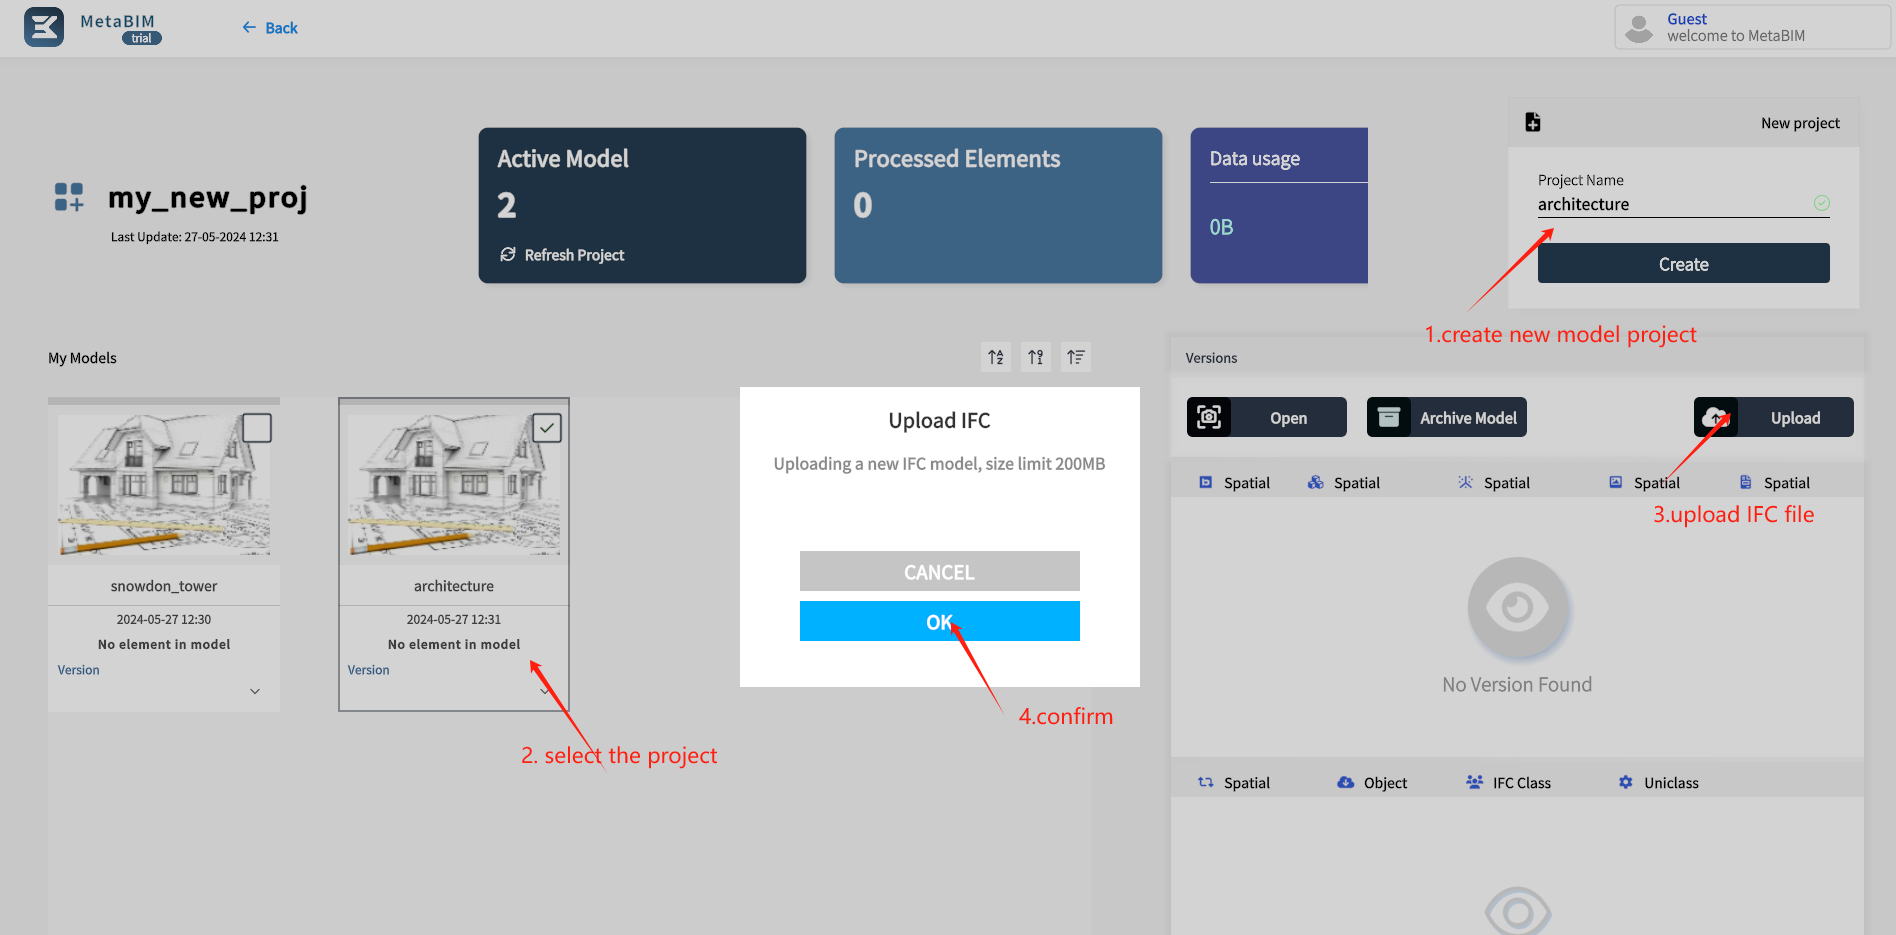 MetaBIM
trial
Back
Guest
welcome to MetaBIM
my_new_proj
Last Update: 27-05-2024 12:31
Active Model
2
Refresh Project
Processed Elements
0
Data usage
0B
New project
Project Name
architecture
Create
1.create new model project
My Models
Versions
Open
Archive Model
Upload
Spatial
Spatial
Spatial
Spatial
Spatial
3.upload IFC file
snowdon_tower
2024-05-27 12:30
No element in model
Version
architecture
2024-05-27 12:31
No element in model
Version
2. select the project
Upload IFC
Uploading a new IFC model, size limit 200MB
CANCEL
OK
4.confirm
No Version Found
Spatial
Object
IFC Class
Uniclass